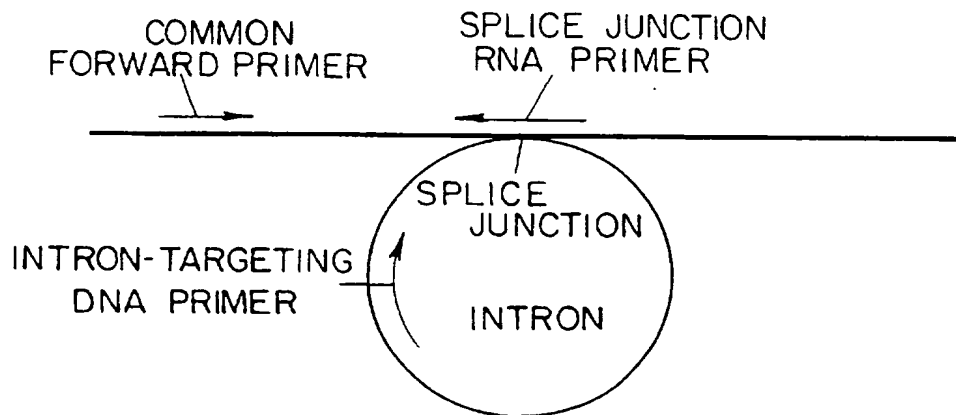 COMMON
FORWARD PRIMER
SPLICE JUNCTION
RNA PRIMER
SPLICE
JUNCTION
INTRON-TARGETING
DNA PRIMER
INTRON